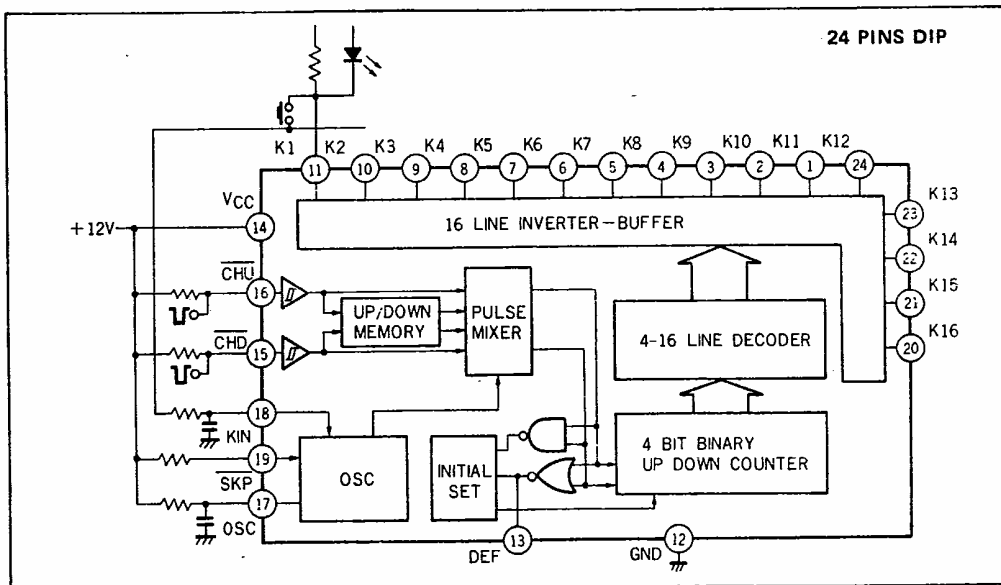 24 PINS DIP
K1 K2 K3 K4 K5 K6 K7 K8 K9 K10 K11 K12
11 10 9 8 7 6 5 4 3 2 1 24
K13
23
K14
22
K15
21
K16
20
VCC
+12V
14
16 LINE INVERTER-BUFFER
CHU
16
CHD
15
UP/DOWN
MEMORY
PULSE
MIXER
4-16 LINE DECODER
18
KIN
19
SKP
17
OSC
OSC
INITIAL
SET
4 BIT BINARY
UP DOWN COUNTER
DEF
13
GND
12